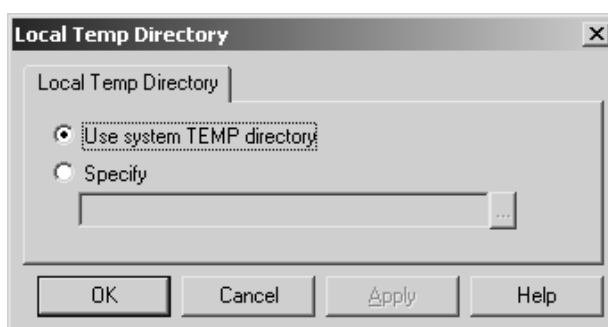 Local Temp Directory
Local Temp Directory
Use system TEMP directory
Specify
...
OK Cancel Apply Help